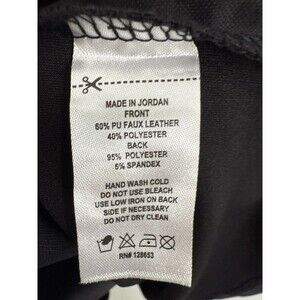 MADE IN JORDAN
FRONT
60% PU FAUX LEATHER
40% POLYESTER
BACK
95% POLYESTER
5% SPANDEX
HAND WASH COLD
DO NOT USE BLEACH
USE LOW IRON ON BACK
SIDE IF NECESSARY
DO NOT DRY CLEAN
RN# 128653